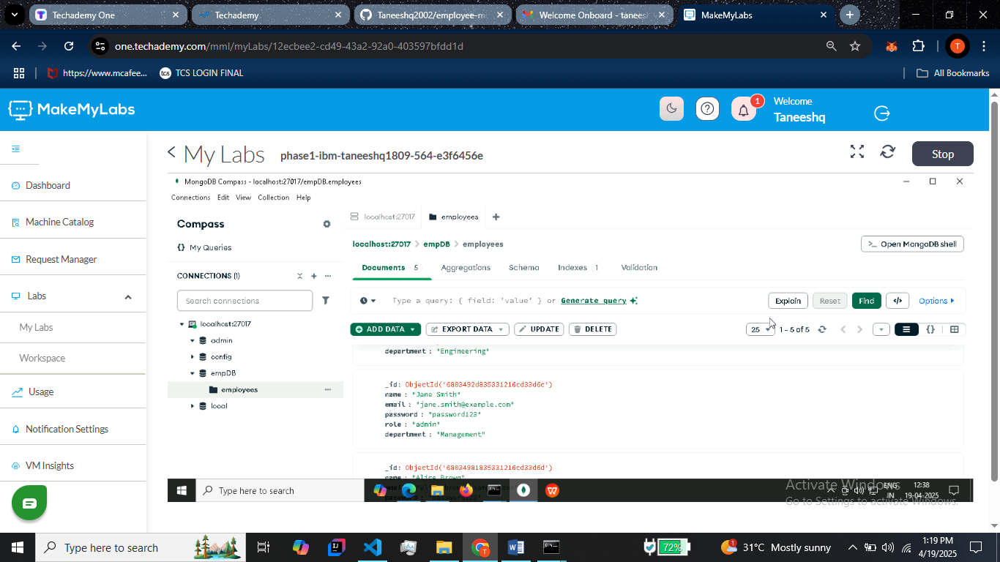 Techademy One
Techademy
Taneeshq2002/employee-m
Welcome Onboard - taneesh
MakeMyLabs
one.techademy.com/mml/myLabs/12ecbee2-cd49-43a2-92a0-403597bfdd1d
T
https://www.mcafee...
tcs
TCS LOGIN FINAL
All Bookmarks
MakeMyLabs
1
Welcome
Taneeshq
My Labs
phase1-ibm-taneeshq1809-564-e3f6456e
Stop
Dashboard
Machine Catalog
Request Manager
Labs
My Labs
Workspace
Usage
Notification Settings
VM Insights
MongoDB Compass - localhost:27017/empDB.employees
Connections Edit View Collection Help
Compass
{} My Queries
CONNECTIONS (1)
Search connections
localhost:27017
admin
config
empDB
employees
local
localhost:27017
employees
localhost:27017 > empDB > employees
>_ Open MongoDB shell
Documents 5
Aggregations
Schema
Indexes 1
Validation
Type a query: { field: 'value' } or Generate query
Explain
Reset
Find
</>
Options
ADD DATA
EXPORT DATA
UPDATE
DELETE
25
1 - 5 of 5
{}
department : "Engineering"
_id: ObjectId('6803492d835331216cd33d6c')
name : "Jane Smith"
email : "jane.smith@example.com"
password : "password123"
role : "admin"
department : "Management"
_id: ObjectId('68034981835331216cd33d6d')
name : "Alice Brown"
Type here to search
Activate Windows
Go to Settings to activate Windows.
ENG
IN
12:38
19-04-2025
Type here to search
72%
31°C Mostly sunny
1:19 PM
4/19/2025